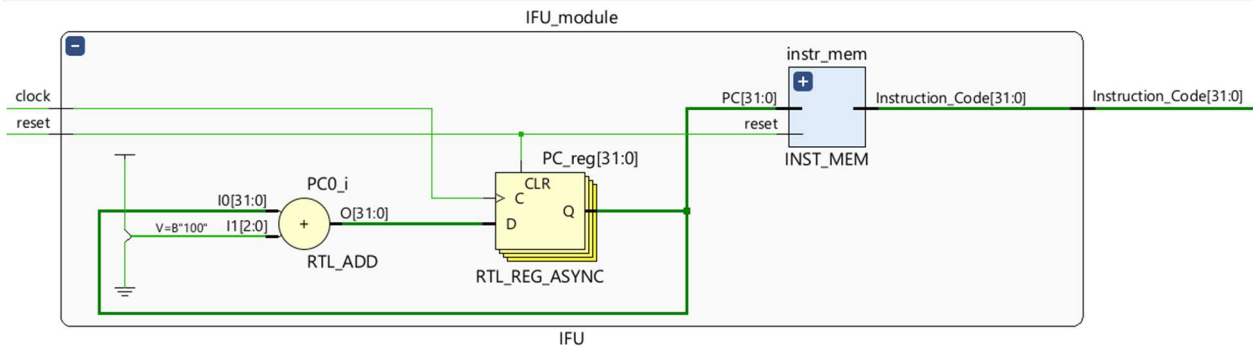 IFU_module
instr_mem
clock
PC[31:0]
Instruction_Code[31:0]
Instruction_Code[31:0]
reset
reset
PC_reg[31:0]
INST_MEM
CLR
PC0_i
C
I0[31:0]
O[31:0]
Q
+
V=B"100"
I1[2:0]
D
RTL_ADD
RTL_REG_ASYNC
IFU